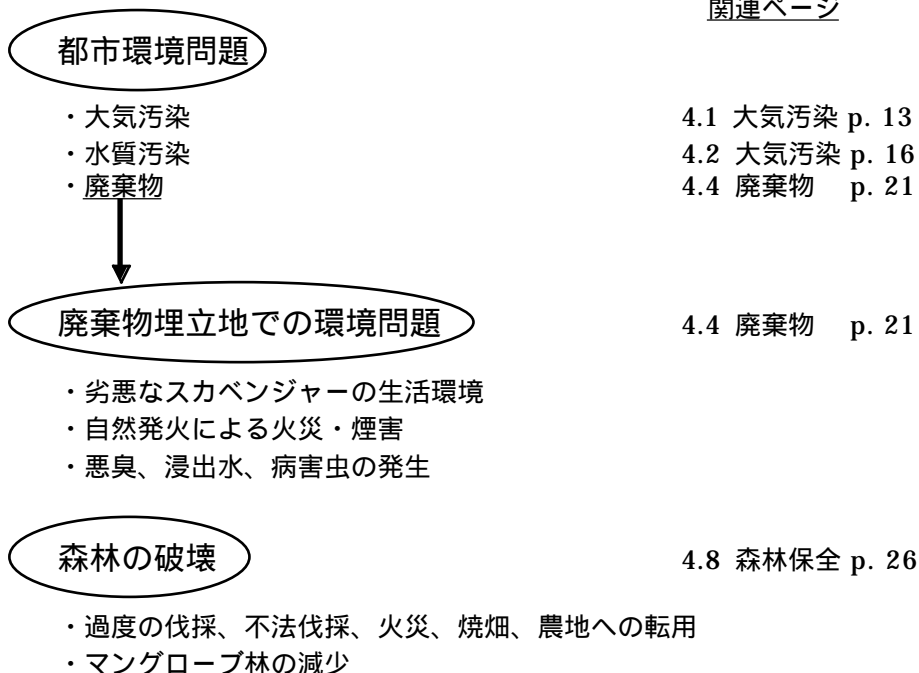 関連ページ
都市環境問題
・大気汚染 4.1 大気汚染 p. 13
・水質汚染 4.2 大気汚染 p. 16
・廃棄物 4.4 廃棄物 p. 21
廃棄物埋立地での環境問題 4.4 廃棄物 p. 21
・劣悪なスカベンジャーの生活環境
・自然発火による火災・煙害
・悪臭、浸出水、病害虫の発生
森林の破壊 4.8 森林保全 p. 26
・過度の伐採、不法伐採、火災、焼畑、農地への転用
・マングローブ林の減少